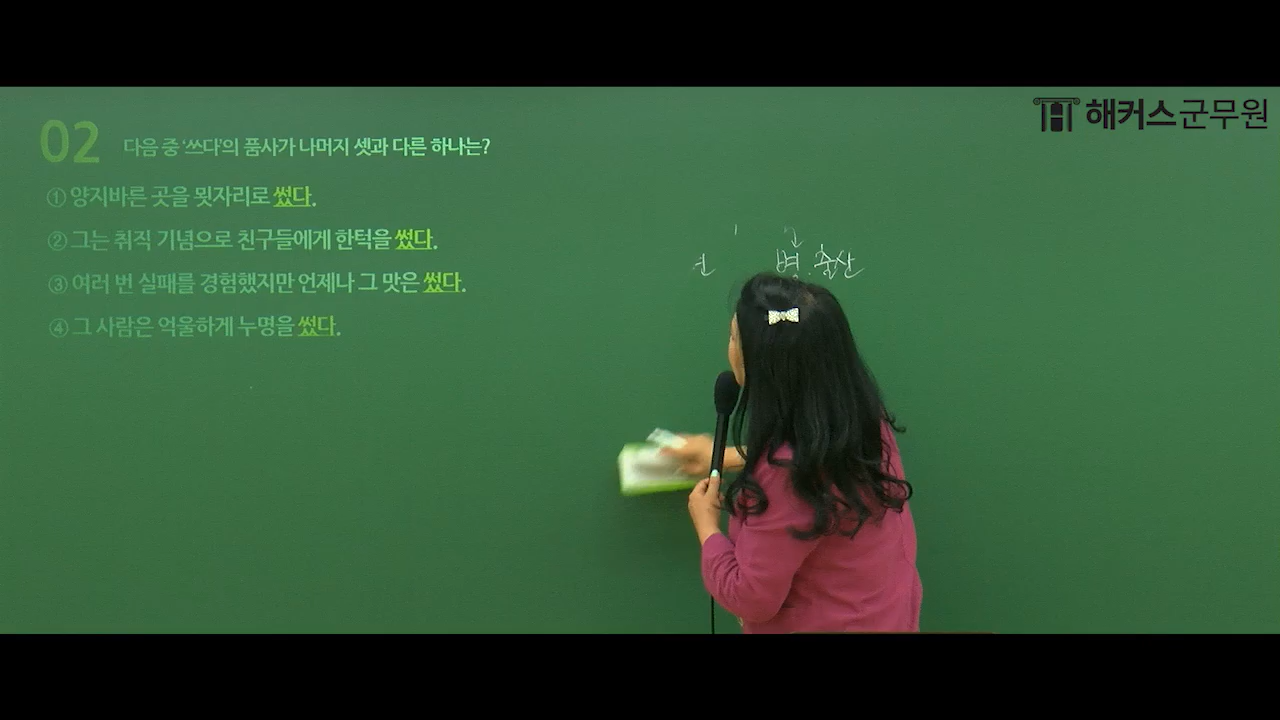 해커스군무원
02 다음 중 '쓰다'의 품사가 나머지 셋과 다른 하나는?
① 양지바른 곳을 묏자리로 썼다.
② 그는 취직 기념으로 친구들에게 한턱을 썼다.
③ 여러 번 실패를 경험했지만 언제나 그 맛은 썼다.
④ 그 사람은 억울하게 누명을 썼다.
병. 출산